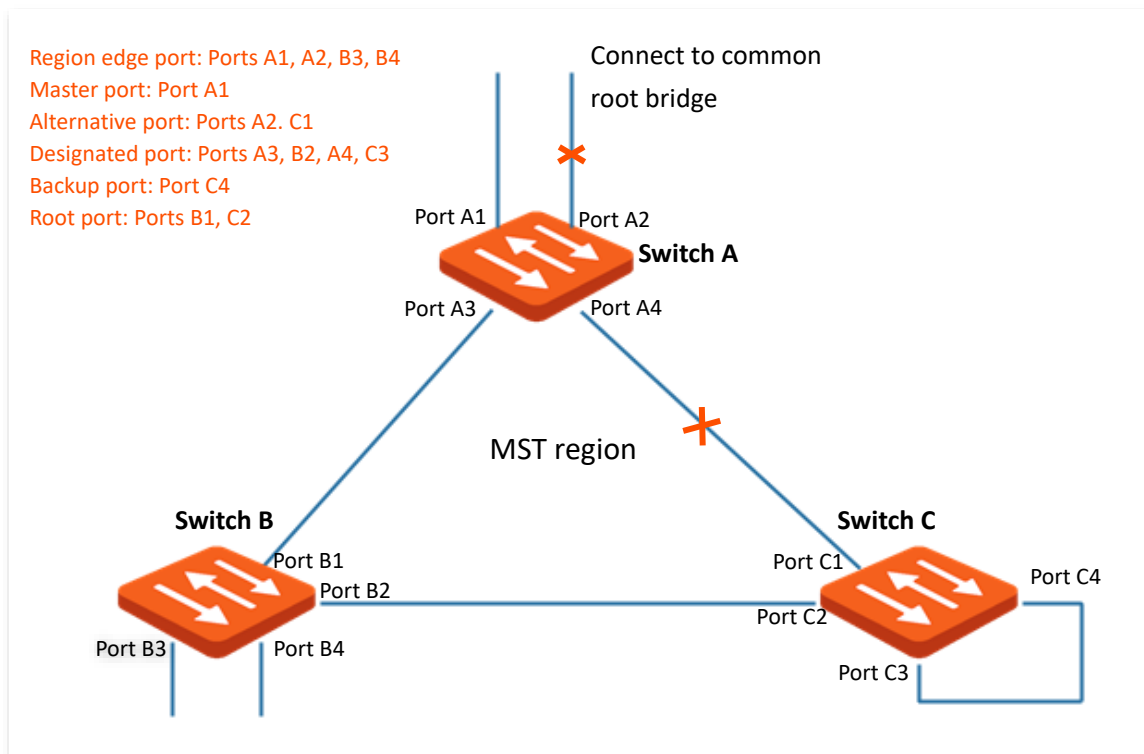 Region edge port: Ports A1, A2, B3, B4
Master port: Port A1
Alternative port: Ports A2. C1
Designated port: Ports A3, B2, A4, C3
Backup port: Port C4
Root port: Ports B1, C2
Connect to common
root bridge
Port A1
Port A2
Switch A
Port A3
Port A4
MST region
Switch B
Switch C
Port B1
Port C1
Port B2
Port C4
Port C2
Port B3
Port B4
Port C3